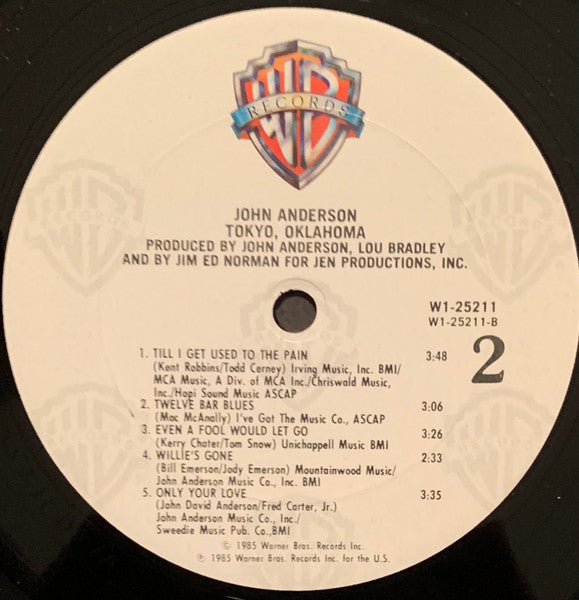 WB
RECORDS
JOHN ANDERSON
TOKYO, OKLAHOMA
PRODUCED BY JOHN ANDERSON, LOU BRADLEY
AND BY JIM ED NORMAN FOR JEN PRODUCTIONS, INC.
W1-25211
W1-25211-B
2
1. TILL I GET USED TO THE PAIN 3:48
(Kent Robbins/Todd Cerney) Irving Music, Inc. BMI/
MCA Music, A Div. of MCA Inc./Chriswald Music,
Inc./Hopi Sound Music ASCAP
2. TWELVE BAR BLUES 3:06
(Mac McAnally) I've Got The Music Co., ASCAP
3. EVEN A FOOL WOULD LET GO 3:26
(Kerry Chater/Tom Snow) Unichappell Music BMI
4. WILLIE'S GONE 2:33
(Bill Emerson/Jody Emerson) Mountainwood Music/
John Anderson Music Co., Inc. BMI
5. ONLY YOUR LOVE 3:35
(John David Anderson/Fred Carter, Jr.)
John Anderson Music Co., Inc./
Sweedie Music Pub. Co.,BMI
© 1985 Warner Bros. Records Inc.
℗ 1985 Warner Bros. Records Inc. for the U.S.